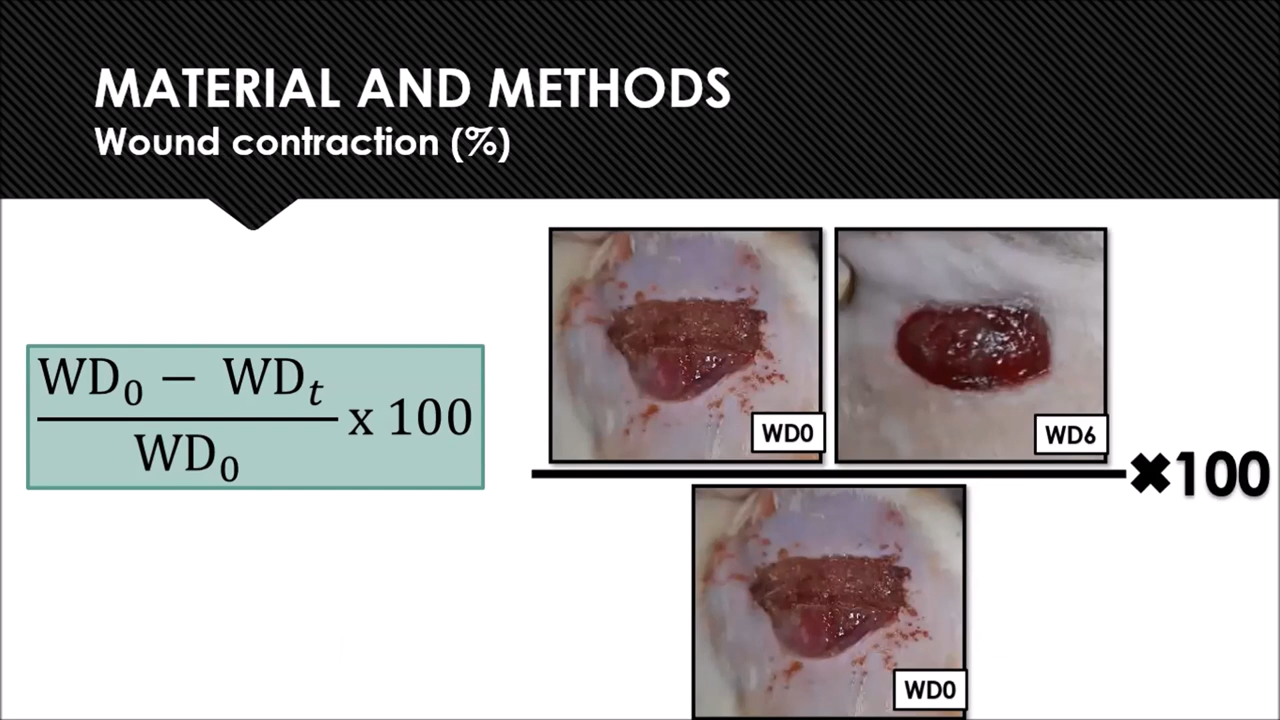 MATERIAL AND METHODS
Wound contraction (%)
WD₀ − WDₜ
WD₀
x 100
WD0
WD6
✖100
WD0